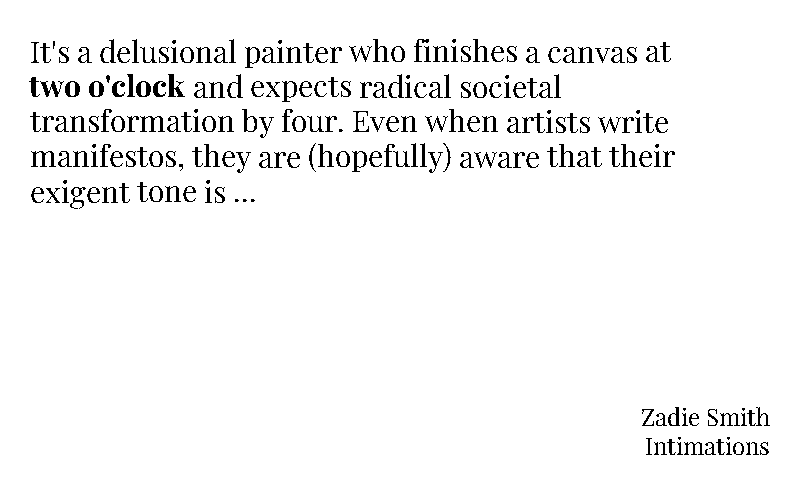 It's a delusional painter who finishes a canvas at
two o'clock and expects radical societal
transformation by four. Even when artists write
manifestos, they are (hopefully) aware that their
exigent tone is ...
Zadie Smith
Intimations